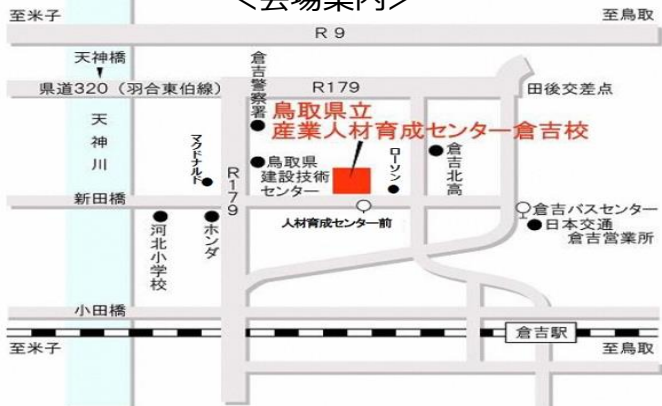 ＜会場案内＞
至米子
至鳥取
R 9
天神橋
県道320（羽合東伯線）
R179
田後交差点
倉吉警察署
鳥取県立
産業人材育成センター倉吉校
天神川
マクドナルド
鳥取県
建設技術
センター
ローソン
倉吉北高
R179
新田橋
人材育成センター前
倉吉バスセンター
日本交通
倉吉営業所
河北小学校
ホンダ
小田橋
倉吉駅
至米子
至鳥取